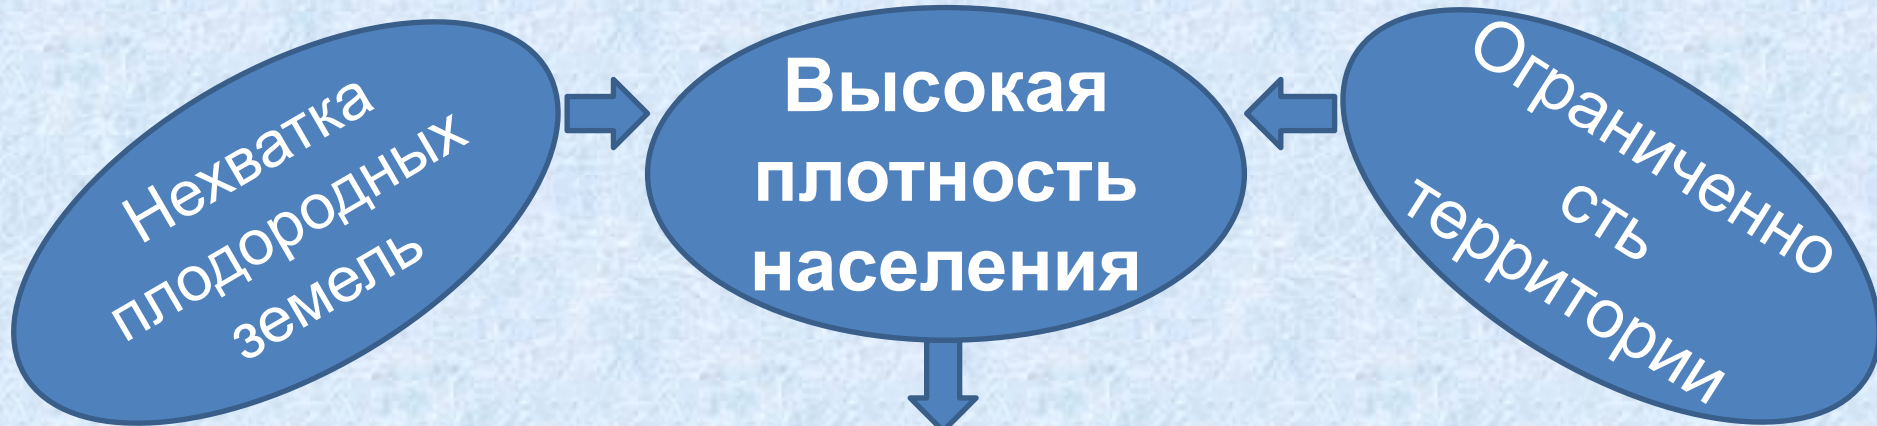 Нехватка
плодородных
земель
Высокая
плотность
населения
Ограниченно
сть
территории